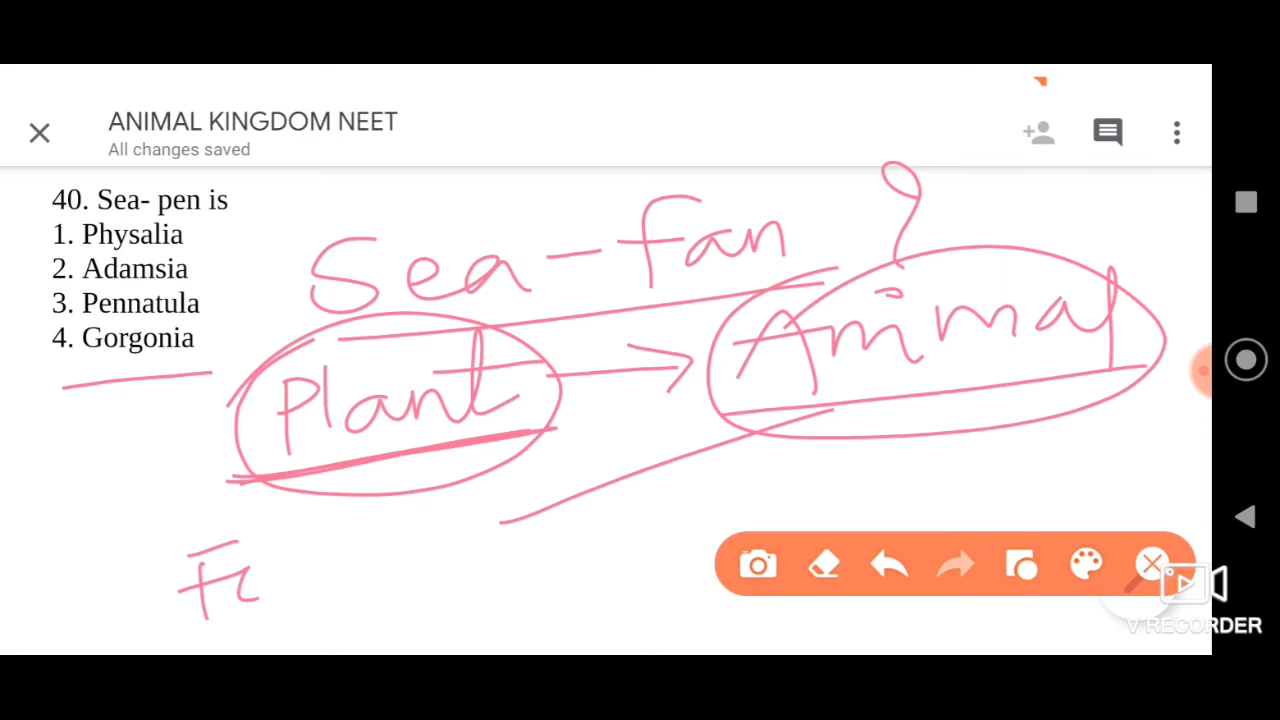 ANIMAL KINGDOM NEET
All changes saved
40. Sea- pen is
1. Physalia
2. Adamsia
3. Pennatula
4. Gorgonia
Sea - fan
Plant → Animal
V RECORDER